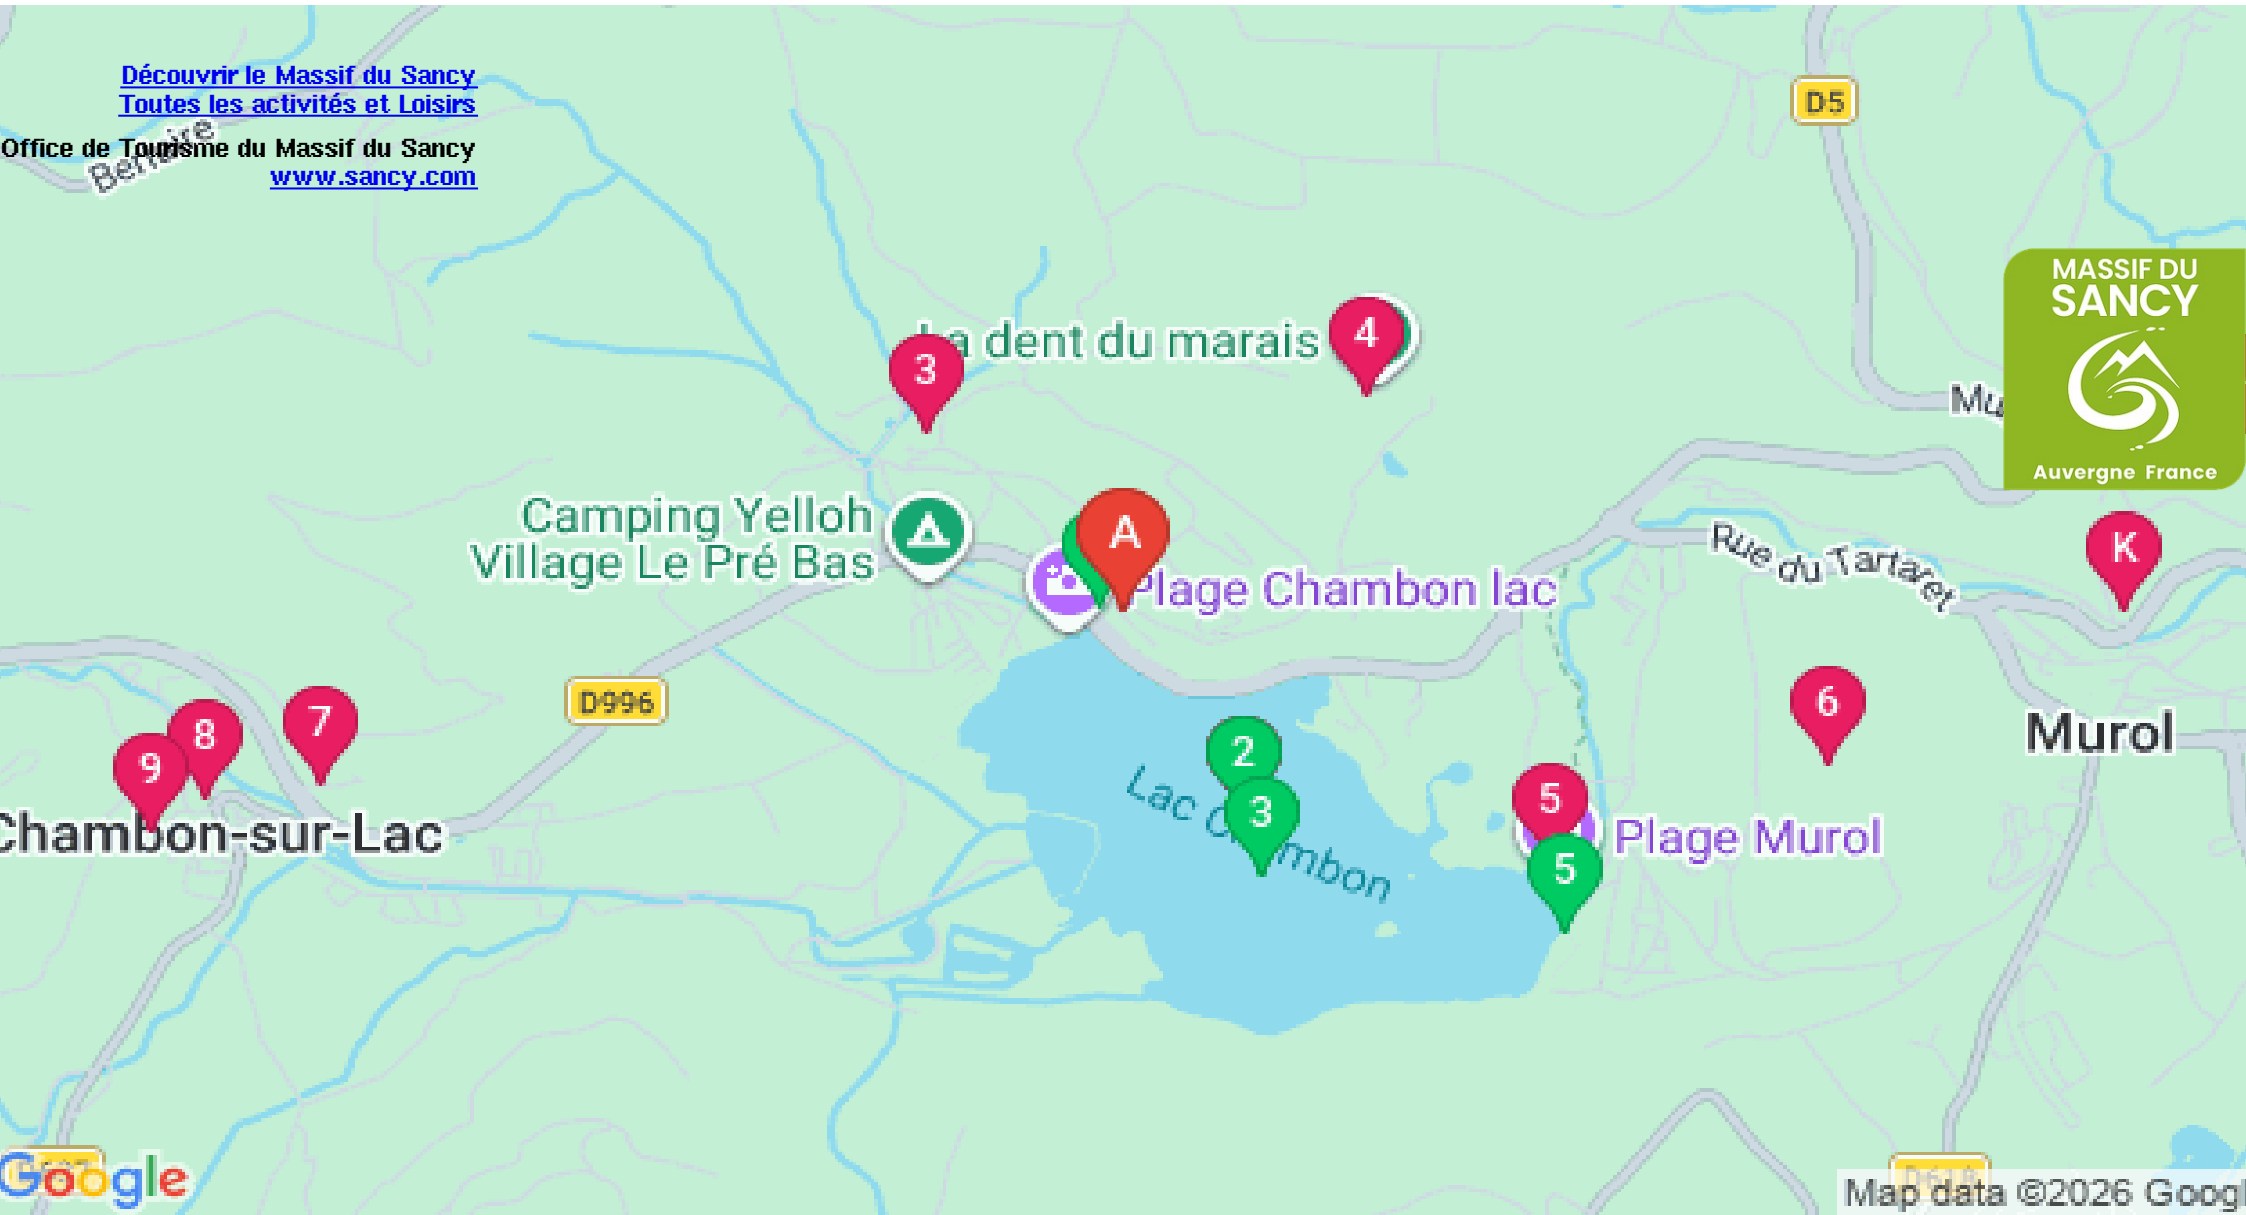 Découvrir le Massif du Sancy
Toutes les activités et Loisirs
Office de Tourisme du Massif du Sancy
www.sancy.com
D5
MASSIF DU
SANCY
Auvergne France
La dent du marais
4
3
Camping Yelloh
Village Le Pré Bas
A
Plage Chambon lac
Rue du Tartaret
K
D996
7
8
9
Chambon-sur-Lac
2
3
Lac Chambon
5
5
Plage Murol
6
Murol
Google
Map data ©2026 Googl